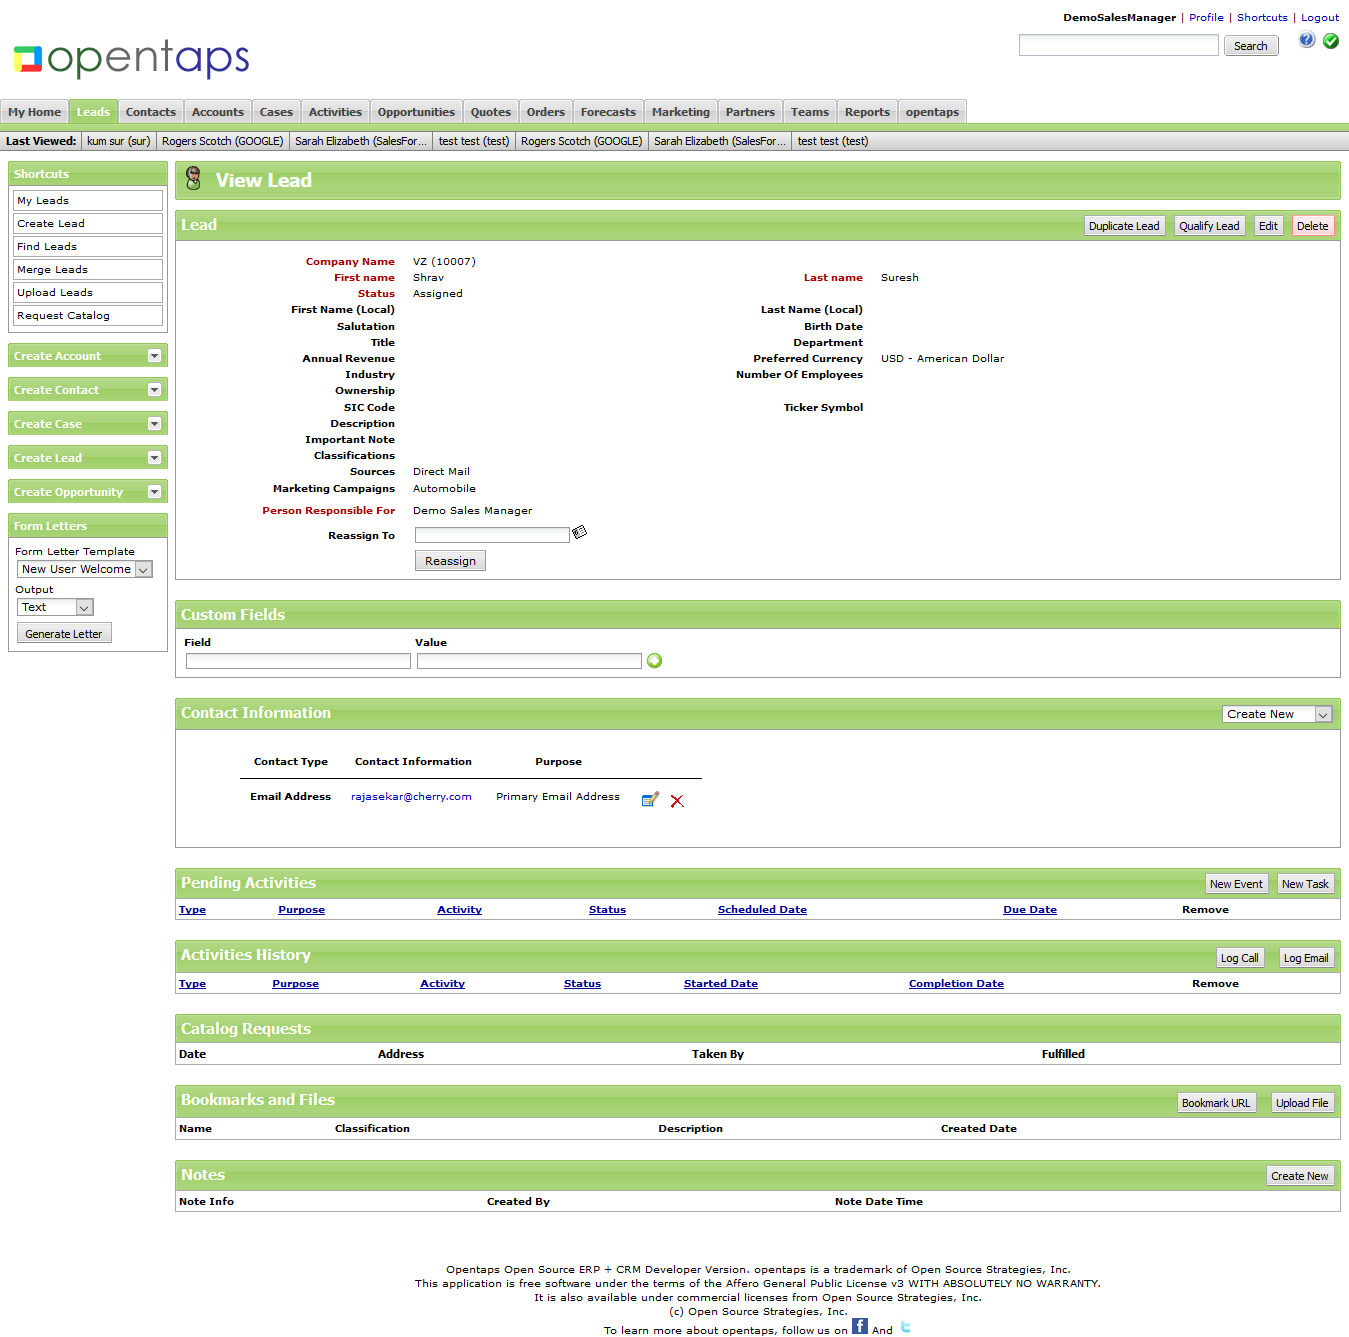 DemoSalesManager | Profile | Shortcuts | Logout
Search
opentaps
My Home Leads Contacts Accounts Cases Activities Opportunities Quotes Orders Forecasts Marketing Partners Teams Reports opentaps
Last Viewed: kum sur (sur) Rogers Scotch (GOOGLE) Sarah Elizabeth (SalesFor... test test (test) Rogers Scotch (GOOGLE) Sarah Elizabeth (SalesFor... test test (test)
Shortcuts
My Leads
Create Lead
Find Leads
Merge Leads
Upload Leads
Request Catalog
Create Account
Create Contact
Create Case
Create Lead
Create Opportunity
Form Letters
Form Letter Template
New User Welcome
Output
Text
Generate Letter
View Lead
Lead Duplicate Lead Qualify Lead Edit Delete
Company Name VZ (10007)
First name Shrav Last name Suresh
Status Assigned
First Name (Local) Last Name (Local)
Salutation Birth Date
Title Department
Annual Revenue Preferred Currency USD - American Dollar
Industry Number Of Employees
Ownership
SIC Code Ticker Symbol
Description
Important Note
Classifications
Sources Direct Mail
Marketing Campaigns Automobile
Person Responsible For Demo Sales Manager
Reassign To
Reassign
Custom Fields
Field Value
Contact Information Create New
Contact Type Contact Information Purpose
Email Address rajasekar@cherry.com Primary Email Address
Pending Activities New Event New Task
Type Purpose Activity Status Scheduled Date Due Date Remove
Activities History Log Call Log Email
Type Purpose Activity Status Started Date Completion Date Remove
Catalog Requests
Date Address Taken By Fulfilled
Bookmarks and Files Bookmark URL Upload File
Name Classification Description Created Date
Notes Create New
Note Info Created By Note Date Time
Opentaps Open Source ERP + CRM Developer Version. opentaps is a trademark of Open Source Strategies, Inc.
This application is free software under the terms of the Affero General Public License v3 WITH ABSOLUTELY NO WARRANTY.
It is also available under commercial licenses from Open Source Strategies, Inc.
(c) Open Source Strategies, Inc.
To learn more about opentaps, follow us on f And t